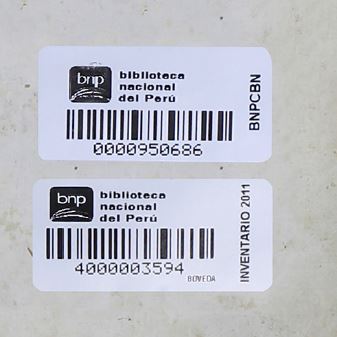 bnp
biblioteca
nacional
del Perú
0000950686
BNPCBN
bnp
biblioteca
nacional
del Perú
4000003594
BOVEDA
INVENTARIO 2011